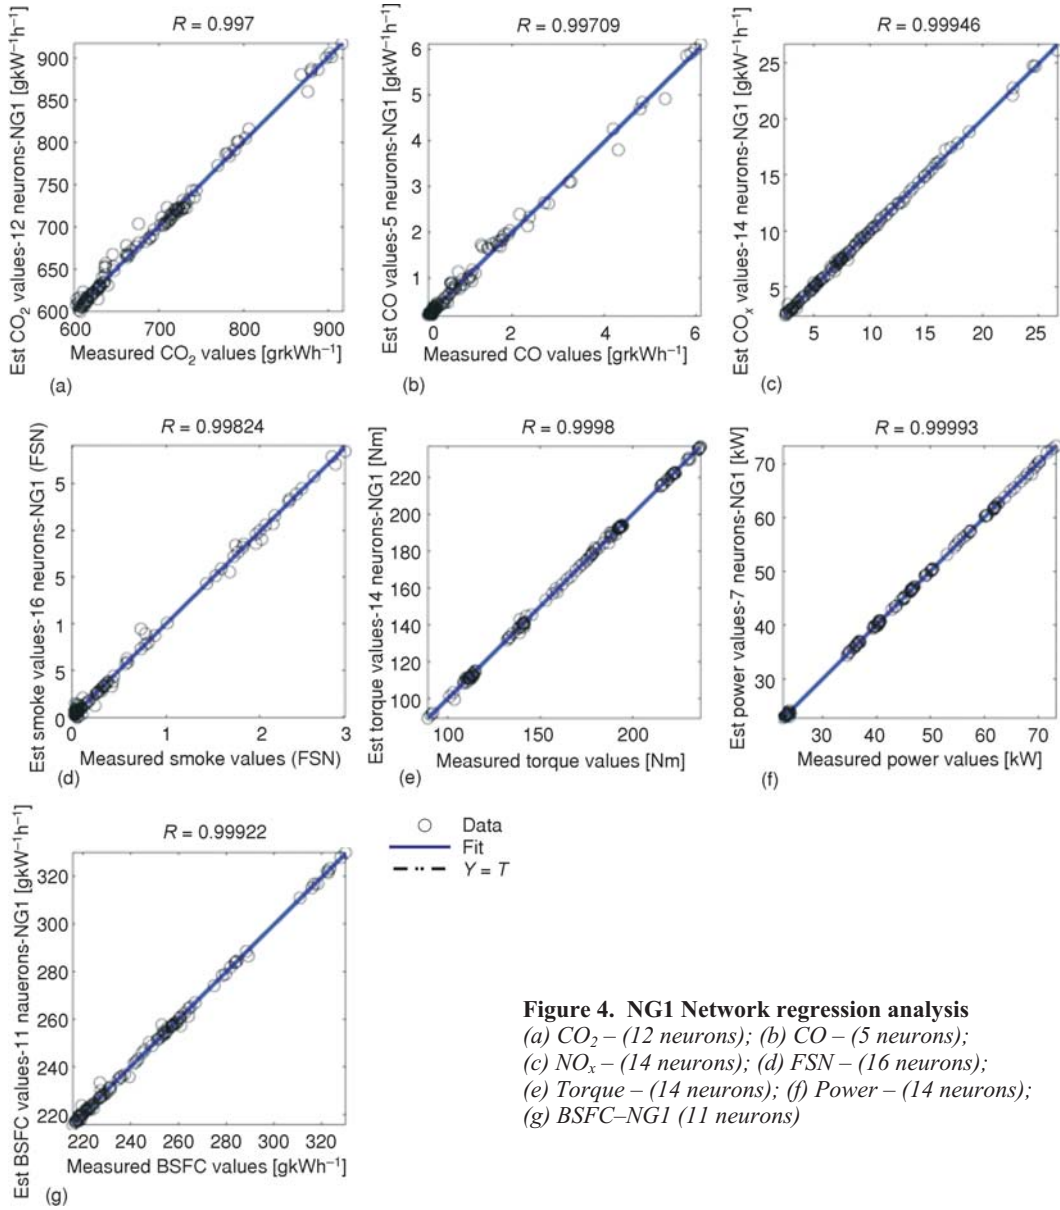 R = 0.997
Est CO₂ values-12 neurons-NG1 [gkW⁻¹h⁻¹]
900
850
800
750
700
650
600
600 700 800 900
Measured CO₂ values [grkWh⁻¹]
(a)
R = 0.99709
Est CO values-5 neurons-NG1 [gkW⁻¹h⁻¹]
6
5
4
3
2
1
0 2 4 6
Measured CO values [grkWh⁻¹]
(b)
R = 0.99946
Est COₓ values-14 neurons-NG1 [gkW⁻¹h⁻¹]
25
20
15
10
5
5 10 15 20 25
(c)
R = 0.99824
Est smoke values-16 neurons-NG1 (FSN)
5
2
5
1
5
0
0 1 2 3
Measured smoke values (FSN)
(d)
R = 0.9998
Est torque values-14 neurons-NG1 [Nm]
220
200
180
160
140
120
100
100 150 200
Measured torque values [Nm]
(e)
R = 0.99993
Est power values-7 neurons-NG1 [kW]
70
60
50
40
30
30 40 50 60 70
Measured power values [kW]
(f)
R = 0.99922
Est BSFC values-11 nauerons-NG1 [gkW⁻¹h⁻¹]
320
300
280
260
240
220
220 240 260 280 300 320
Measured BSFC values [gkWh⁻¹]
(g)
Data
Fit
Y = T
Figure 4. NG1 Network regression analysis
(a) CO₂ – (12 neurons); (b) CO – (5 neurons);
(c) NOₓ – (14 neurons); (d) FSN – (16 neurons);
(e) Torque – (14 neurons); (f) Power – (14 neurons);
(g) BSFC–NG1 (11 neurons)